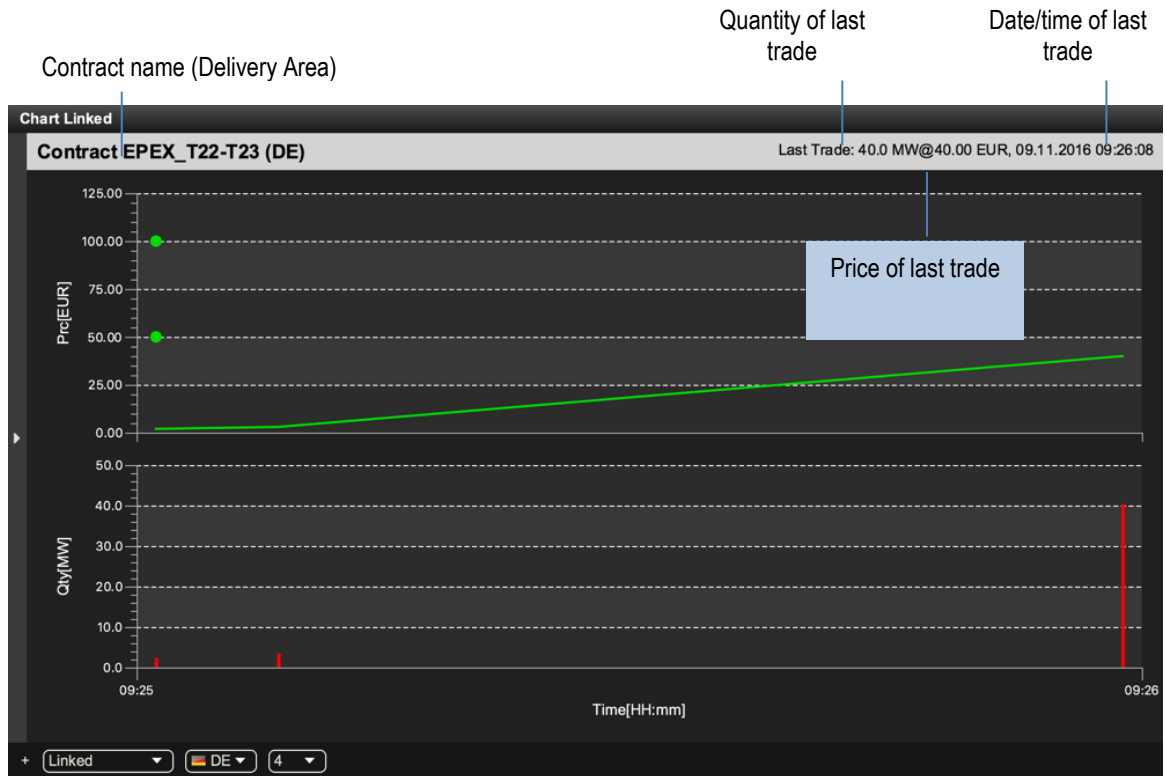 Quantity of last
trade
Date/time of last
trade
Contract name (Delivery Area)
Chart Linked
Contract EPEX_T22-T23 (DE)
Last Trade: 40.0 MW@40.00 EUR, 09.11.2016 09:26:08
Price of last trade
125.00
100.00
75.00
50.00
25.00
0.00
Prc[EUR]
50.0
40.0
30.0
20.0
10.0
0.0
Qty[MW]
09:25
09:26
Time[HH:mm]
+ Linked DE 4